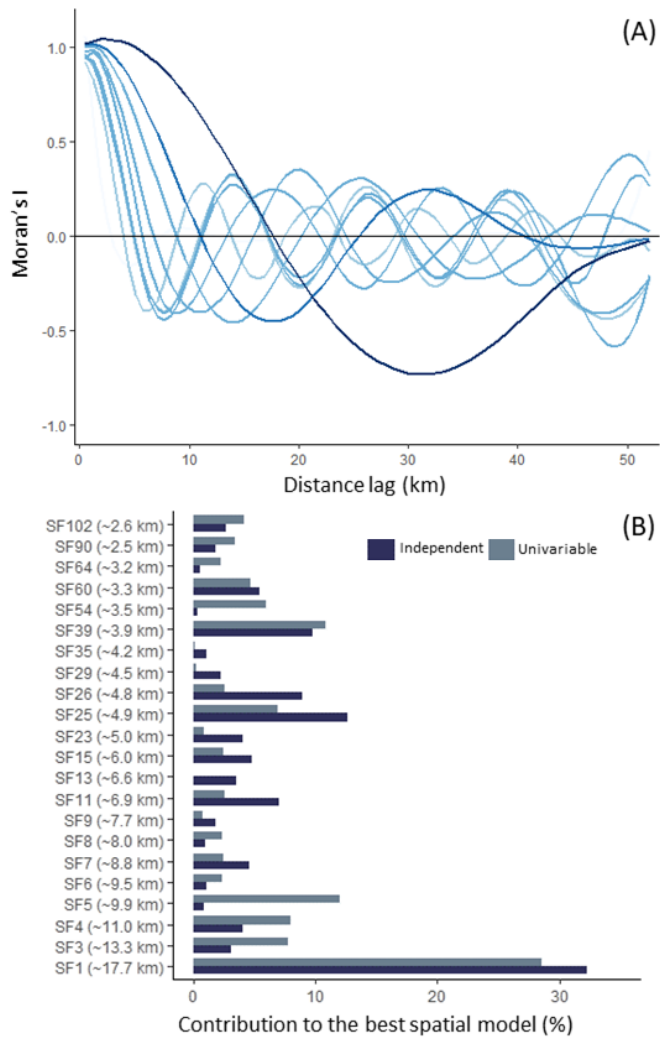 (A)
1.0
0.5
0.0
-0.5
-1.0
Moran's I
0 10 20 30 40 50
Distance lag (km)
(B)
Independent Univariable
SF102 (~2.6 km)
SF90 (~2.5 km)
SF64 (~3.2 km)
SF60 (~3.3 km)
SF54 (~3.5 km)
SF39 (~3.9 km)
SF35 (~4.2 km)
SF29 (~4.5 km)
SF26 (~4.8 km)
SF25 (~4.9 km)
SF23 (~5.0 km)
SF15 (~6.0 km)
SF13 (~6.6 km)
SF11 (~6.9 km)
SF9 (~7.7 km)
SF8 (~8.0 km)
SF7 (~8.8 km)
SF6 (~9.5 km)
SF5 (~9.9 km)
SF4 (~11.0 km)
SF3 (~13.3 km)
SF1 (~17.7 km)
0 10 20 30
Contribution to the best spatial model (%)